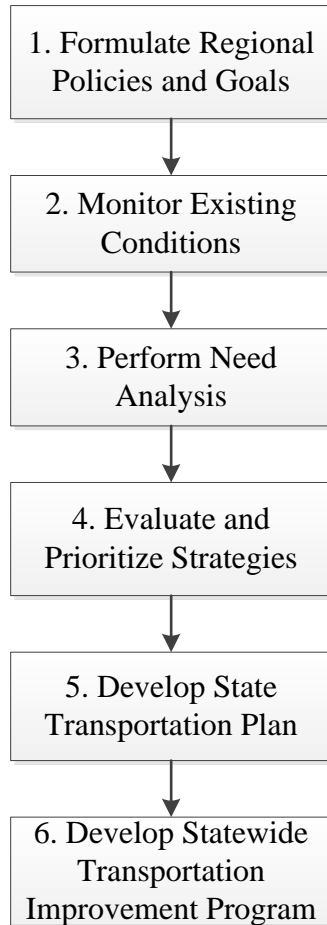 1. Formulate Regional
Policies and Goals
2. Monitor Existing
Conditions
3. Perform Need
Analysis
4. Evaluate and
Prioritize Strategies
5. Develop State
Transportation Plan
6. Develop Statewide
Transportation
Improvement Program